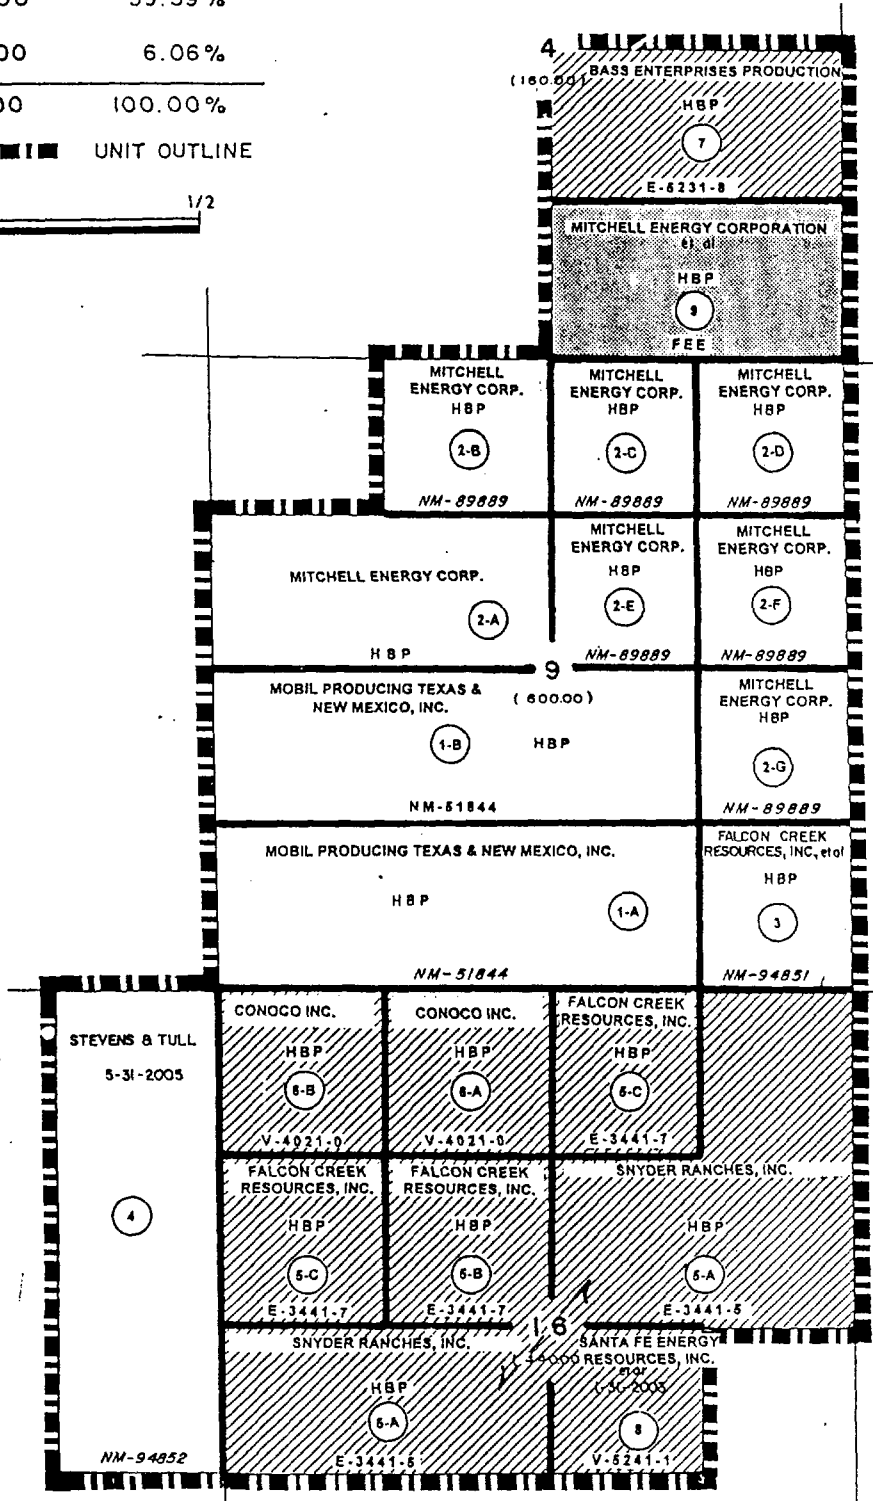 00 59.39%
00 6.06%
00 100.00%
UNIT OUTLINE
1/2
4
(160.00)
BASS ENTERPRISES PRODUCTION
HBP
7
E-5231-8
MITCHELL ENERGY CORPORATION
et. al
HBP
9
FEE
MITCHELL
ENERGY CORP.
HBP
2-B
NM-89889
MITCHELL
ENERGY CORP.
HBP
2-C
NM-89889
MITCHELL
ENERGY CORP.
HBP
2-D
NM-89889
MITCHELL ENERGY CORP.
2-A
HBP
MITCHELL
ENERGY CORP.
HBP
2-E
NM-89889
MITCHELL
ENERGY CORP.
HBP
2-F
NM-89889
9
(600.00)
MOBIL PRODUCING TEXAS &
NEW MEXICO, INC.
1-B
HBP
NM-51844
MITCHELL
ENERGY CORP.
HBP
2-G
NM-89889
MOBIL PRODUCING TEXAS & NEW MEXICO, INC.
HBP
1-A
NM-51844
FALCON CREEK
RESOURCES, INC., et al
HBP
3
NM-94851
STEVENS & TULL
5-31-2005
4
NM-94852
CONOCO INC.
HBP
6-B
V-4021-0
CONOCO INC.
HBP
6-A
V-4021-0
FALCON CREEK
RESOURCES, INC.
HBP
5-C
E-3441-7
FALCON CREEK
RESOURCES, INC.
HBP
5-C
E-3441-7
FALCON CREEK
RESOURCES, INC.
HBP
5-B
E-3441-7
SNYDER RANCHES, INC.
HBP
5-A
E-3441-5
16
SNYDER RANCHES, INC.
HBP
5-A
E-3441-5
SANTA FE ENERGY
RESOURCES, INC.
et al
8
V-5241-1